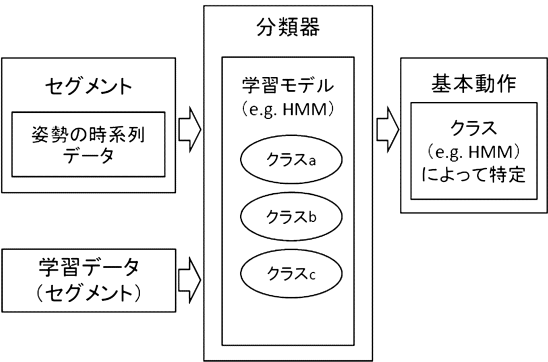 セグメント
姿勢の時系列
データ
学習データ
（セグメント）
分類器
学習モデル
（e.g. HMM）
クラスa
クラスb
クラスc
基本動作
クラス
（e.g. HMM）
によって特定